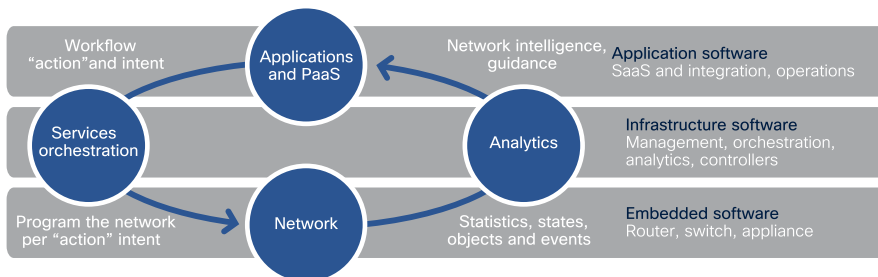 Workflow
“action”and intent
Applications
and PaaS
Network intelligence,
guidance
Application software
SaaS and integration, operations
Services
orchestration
Analytics
Infrastructure software
Management, orchestration,
analytics, controllers
Program the network
per “action” intent
Network
Statistics, states,
objects and events
Embedded software
Router, switch, appliance